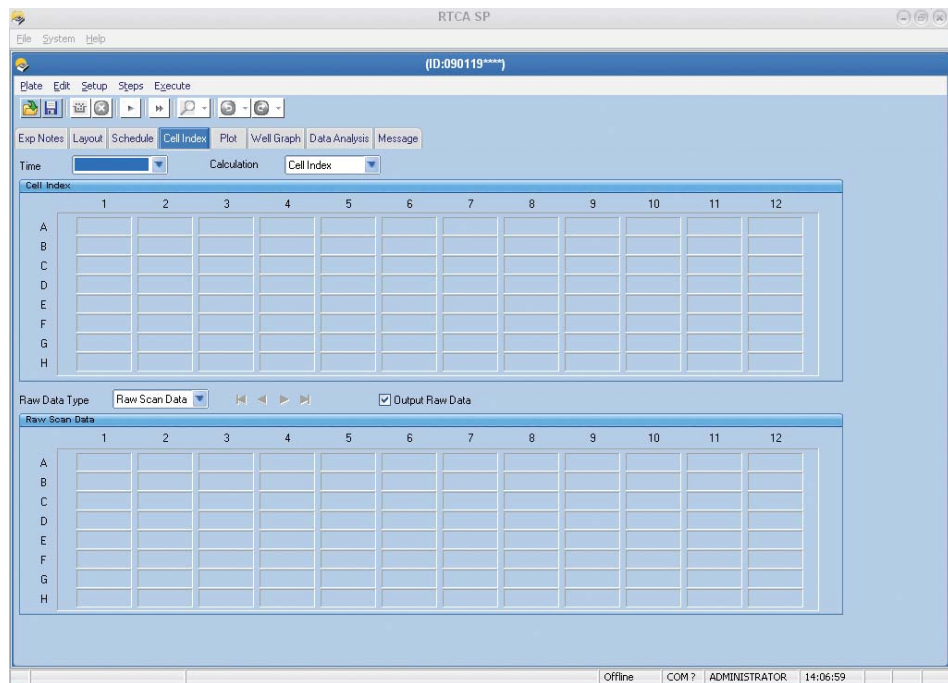 RTCA SP
File System Help
(ID:090119****)
Plate Edit Setup Steps Execute
Exp Notes Layout Schedule Cell Index Plot Well Graph Data Analysis Message
Time Calculation Cell Index
Cell Index
1 2 3 4 5 6 7 8 9 10 11 12
A
B
C
D
E
F
G
H
Raw Data Type Raw Scan Data Output Raw Data
Raw Scan Data
1 2 3 4 5 6 7 8 9 10 11 12
A
B
C
D
E
F
G
H
Offline COM ? ADMINISTRATOR 14:06:59